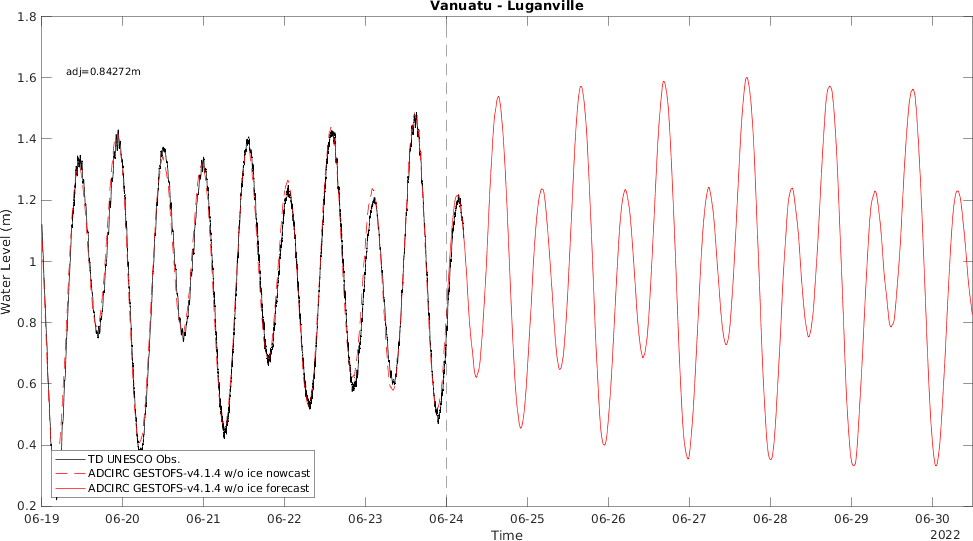 Vanuatu - Luganville
1.8
1.6
1.4
1.2
1
0.8
0.6
0.4
0.2
Water Level (m)
adj=0.84272m
TD UNESCO Obs.
ADCIRC GESTOFS-v4.1.4 w/o ice nowcast
ADCIRC GESTOFS-v4.1.4 w/o ice forecast
06-19 06-20 06-21 06-22 06-23 06-24 06-25 06-26 06-27 06-28 06-29 06-30
Time
2022